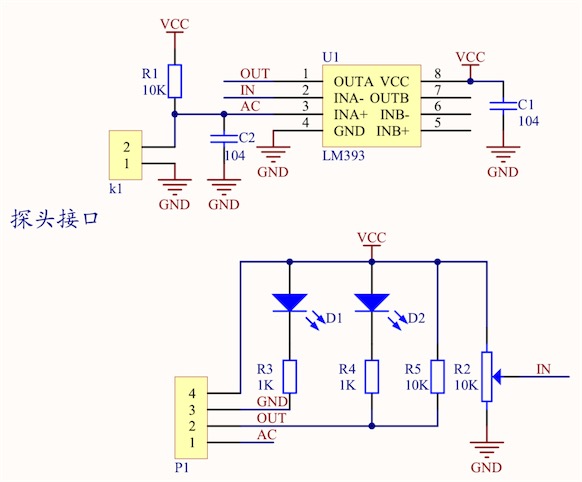 VCC
U1
VCC
R1
10K
OUT
1
OUTA
VCC
8
IN
2
INA-
OUTB
7
AC
3
INA+
INB-
6
4
GND
INB+
5
C1
104
C2
104
LM393
2
1
k1
GND
GND
GND
GND
探头接口
VCC
D1
D2
R3
1K
R4
1K
R5
10K
R2
10K
IN
4
3
GND
2
OUT
1
AC
P1
GND